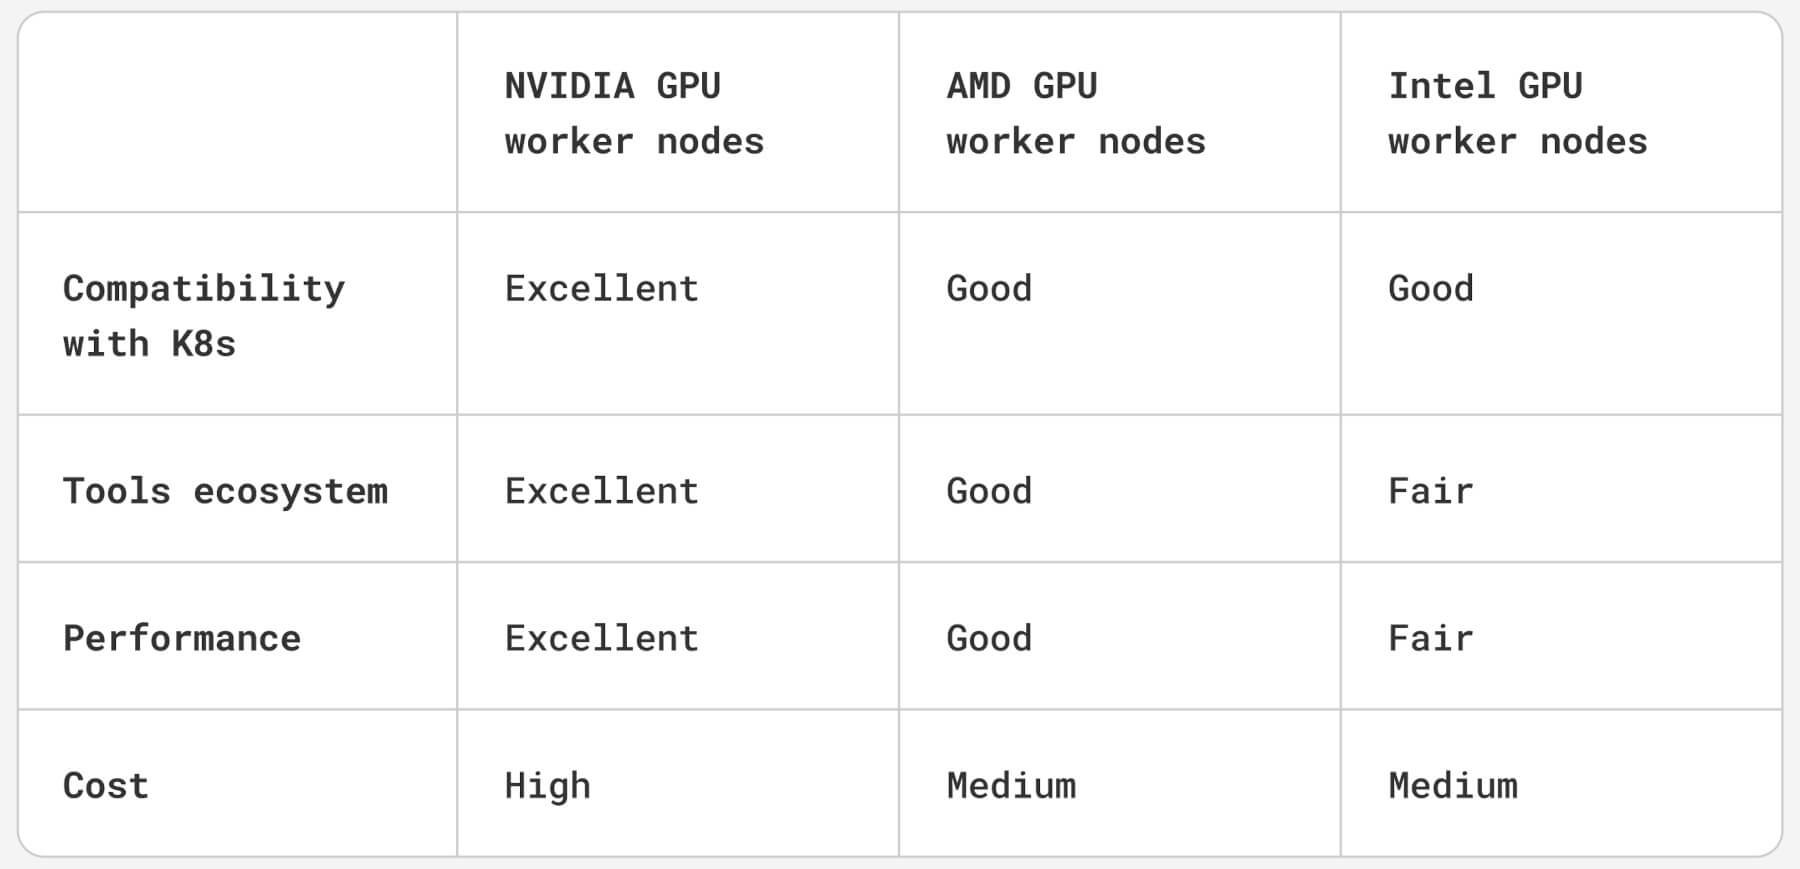 NVIDIA GPU
worker nodes
AMD GPU
worker nodes
Intel GPU
worker nodes
Compatibility
with K8s
Excellent
Good
Good
Tools ecosystem
Excellent
Good
Fair
Performance
Excellent
Good
Fair
Cost
High
Medium
Medium